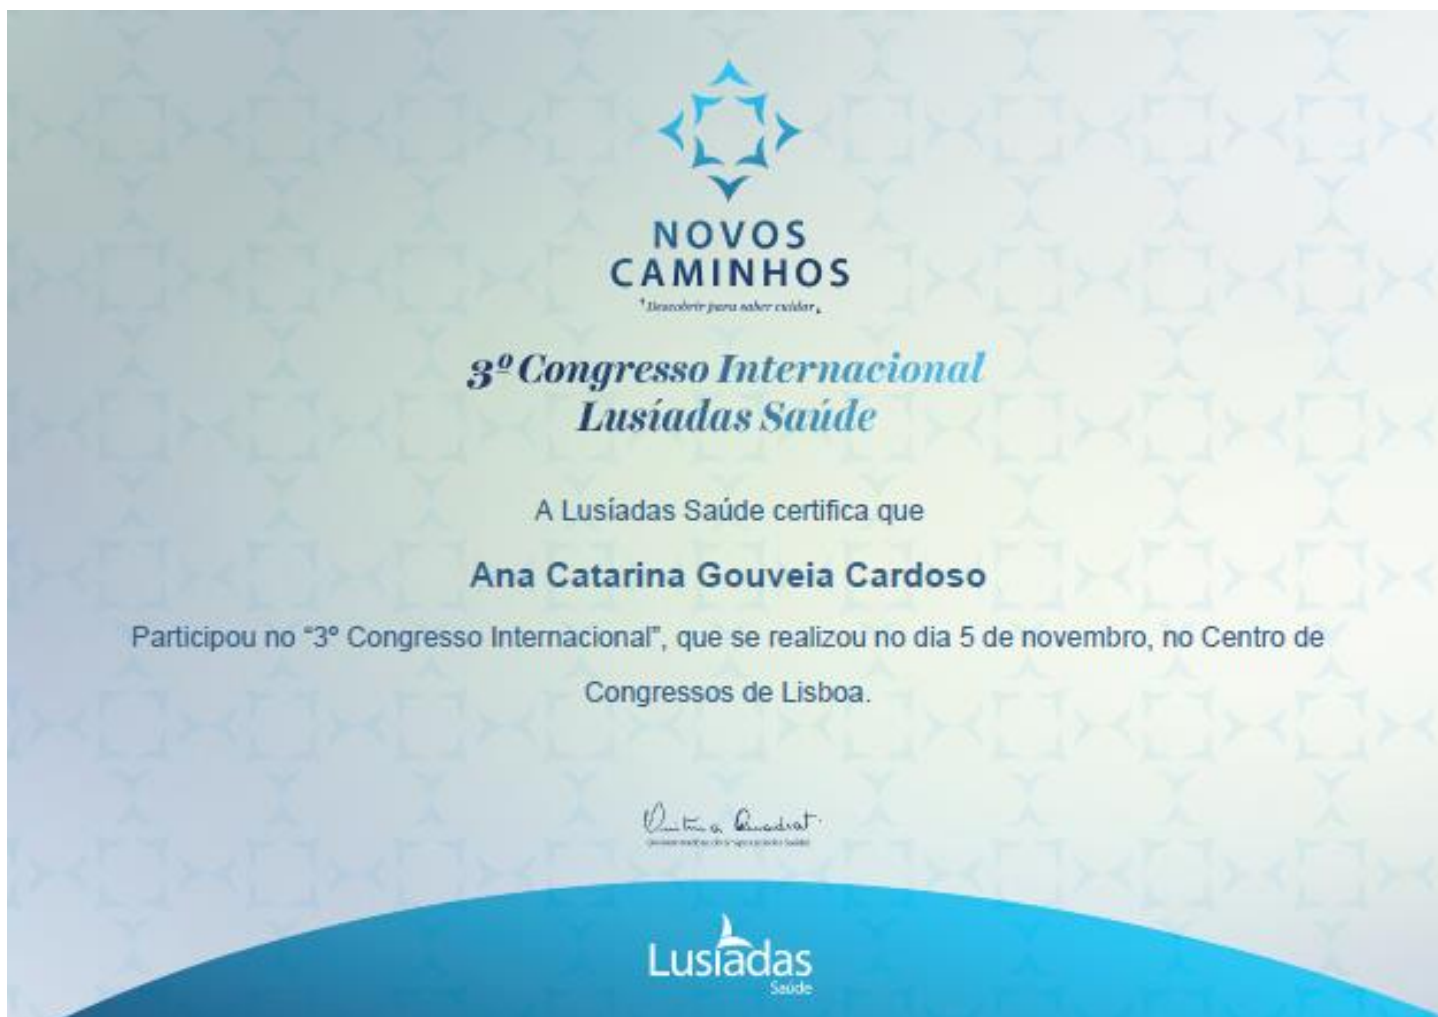 NOVOS
CAMINHOS
Descobrir para saber cuidar
3º Congresso Internacional
Lusíadas Saúde
A Lusíadas Saúde certifica que
Ana Catarina Gouveia Cardoso
Participou no “3º Congresso Internacional”, que se realizou no dia 5 de novembro, no Centro de
Congressos de Lisboa.
Quadrat
Lusíadas
Saúde